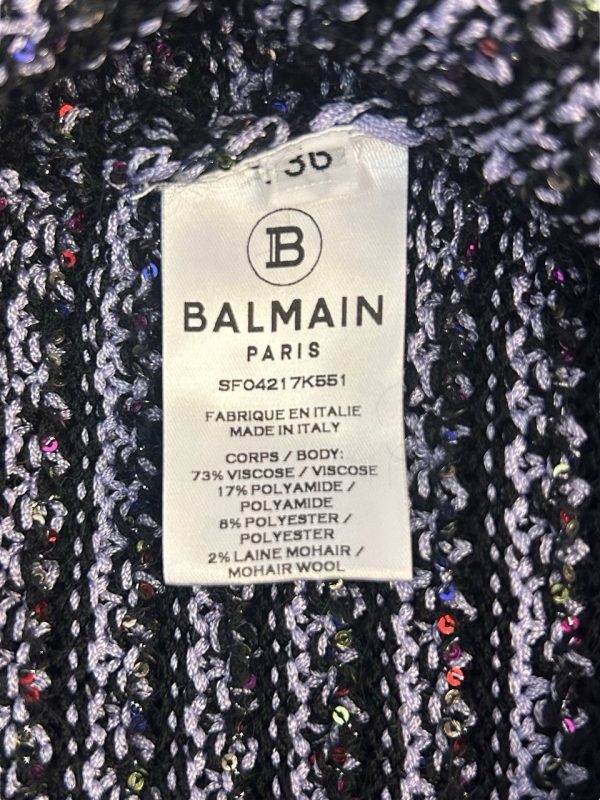 36
B
BALMAIN
PARIS
SF04217K551
FABRIQUE EN ITALIE
MADE IN ITALY
CORPS / BODY:
73% VISCOSE / VISCOSE
17% POLYAMIDE /
POLYAMIDE
8% POLYESTER /
POLYESTER
2% LAINE MOHAIR /
MOHAIR WOOL